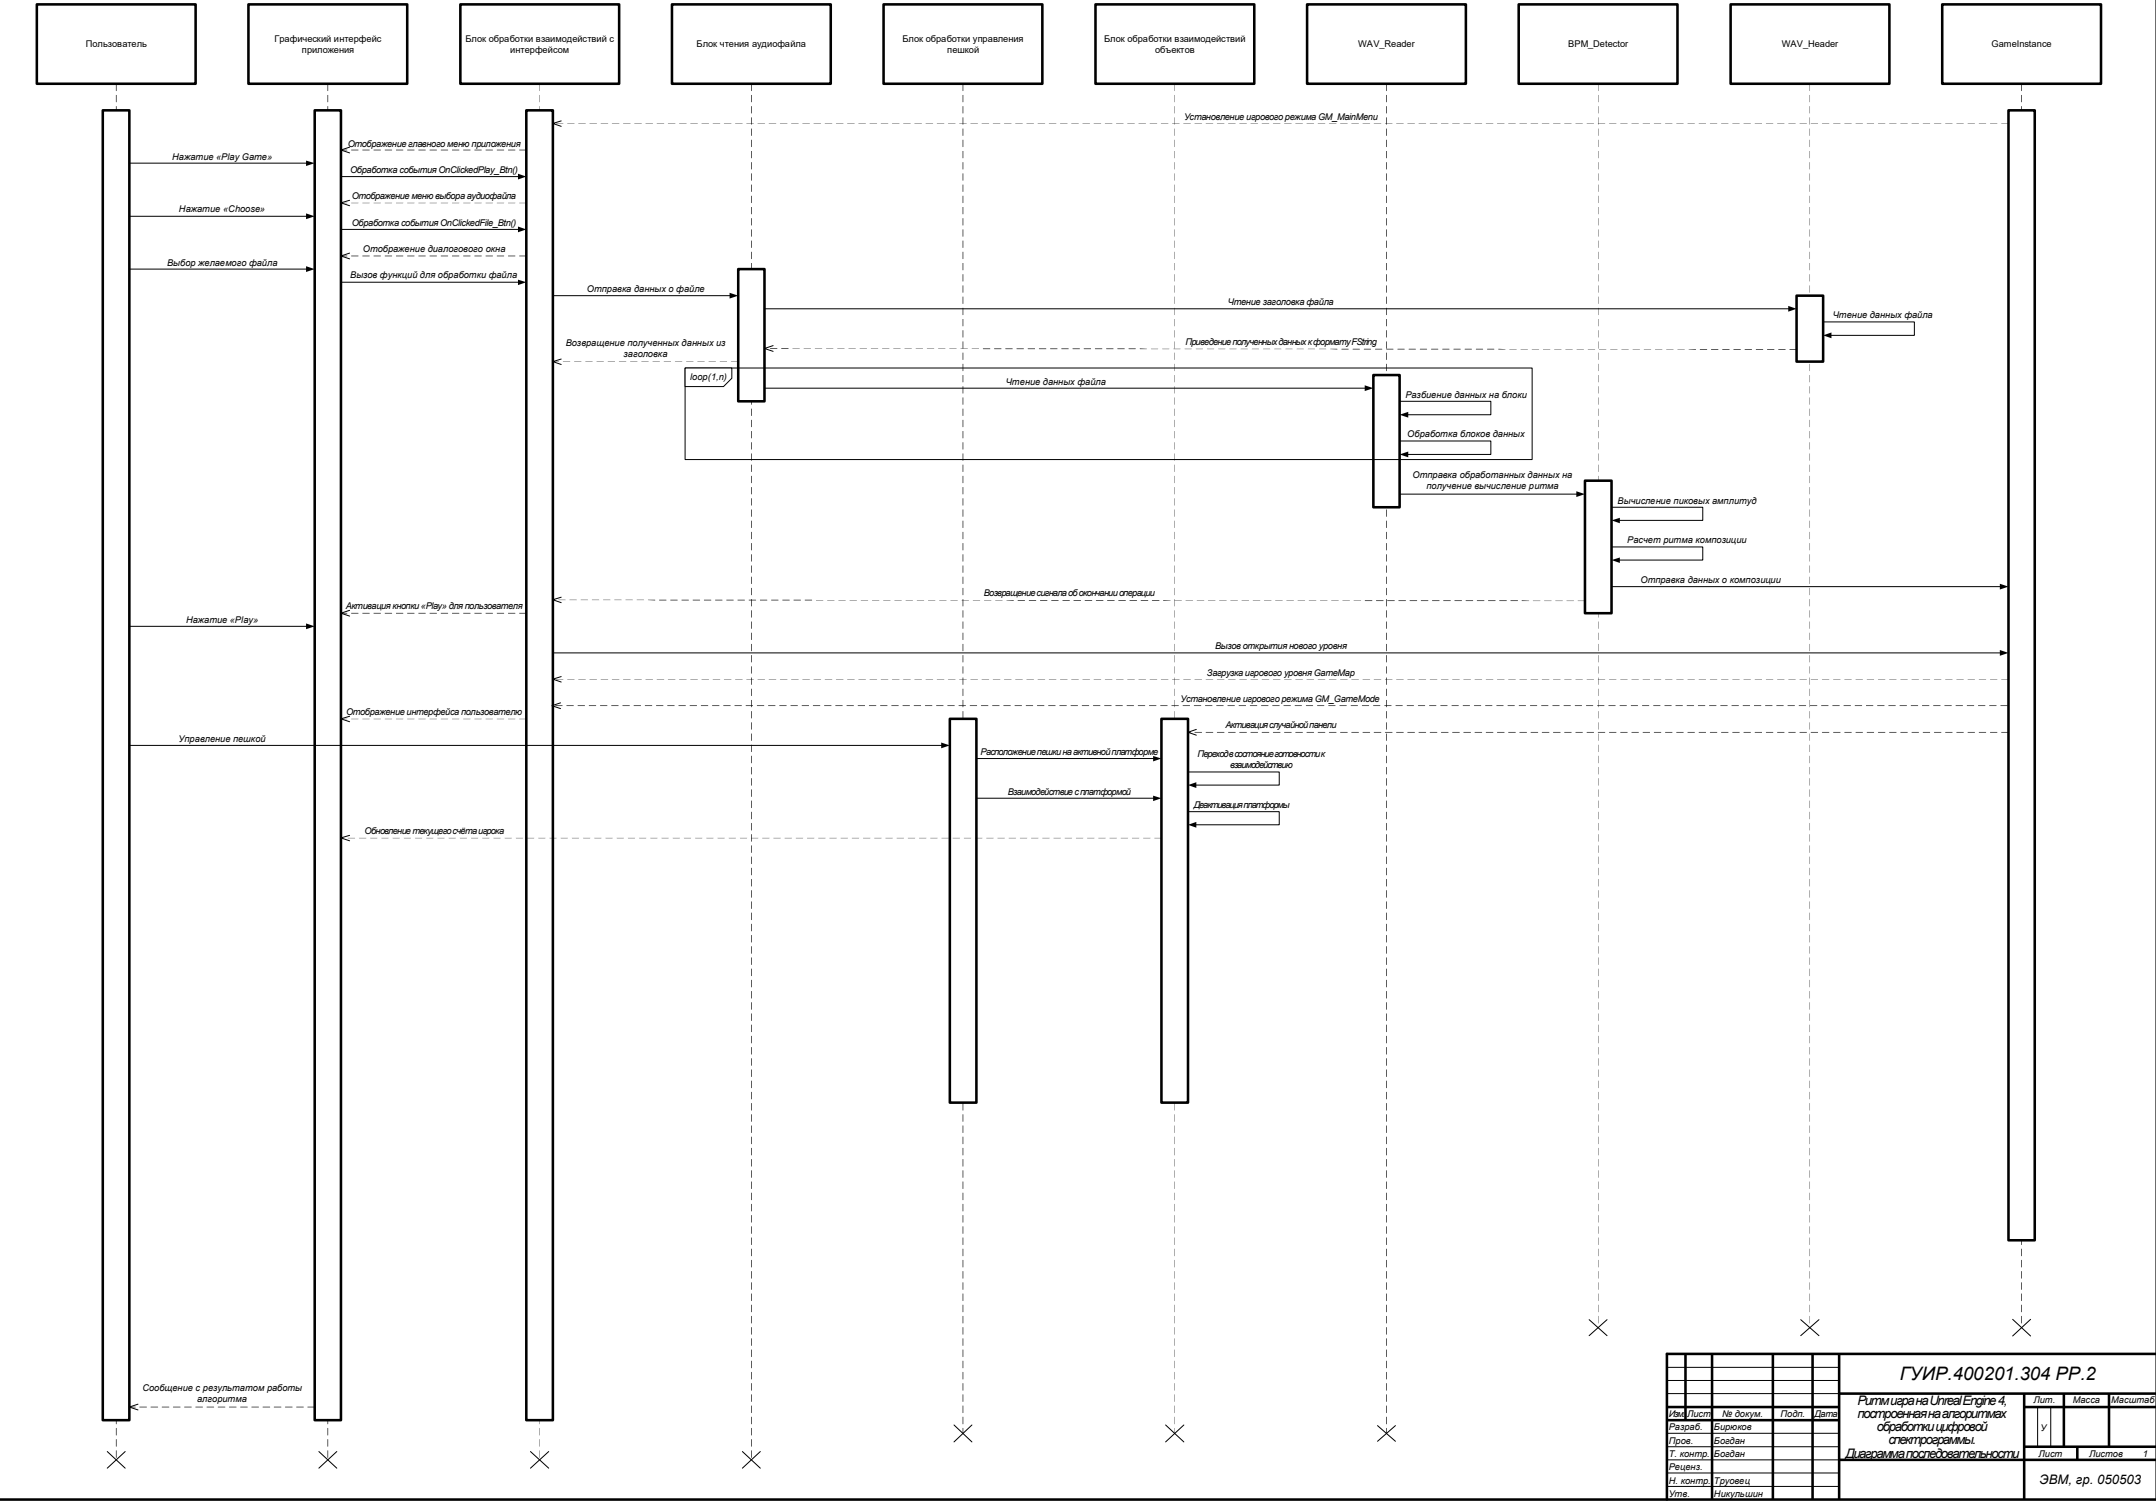 Пользователь
Графический интерфейс
приложения
Блок обработки взаимодействий с
интерфейсом
Блок чтения аудиофайла
Блок обработки управления
пешкой
Блок обработки взаимодействий
объектов
WAV_Reader
BPM_Detector
WAV_Header
GameInstance
Установление игрового режима GM_MainMenu
Отображение главного меню приложения
Нажатие «Play Game»
Обработка события OnClickedPlay_Btn()
Отображение меню выбора аудиофайла
Нажатие «Choose»
Обработка события OnClickedFile_Btn()
Отображение диалогового окна
Выбор желаемого файла
Вызов функций для обработки файла
Отправка данных о файле
Чтение заголовка файла
Чтение данных файла
Приведение полученных данных к формату FString
Возвращение полученных данных из
заголовка
loop(1,n)
Чтение данных файла
Разбиение данных на блоки
Обработка блоков данных
Отправка обработанных данных на
получение вычисление ритма
Вычисление пиковых амплитуд
Расчет ритма композиции
Отправка данных о композиции
Возвращение сигнала об окончании операции
Активация кнопки «Play» для пользователя
Нажатие «Play»
Вызов открытия нового уровня
Загрузка игрового уровня GameMap
Установление игрового режима GM_GameMode
Отображение интерфейса пользователю
Активация случайной панели
Управление пешкой
Расположение пешки на активной платформе
Переход в состояние готовности к
взаимодействию
Взаимодействие с платформой
Деактивация платформы
Обновление текущего счёта игрока
Сообщение с результатом работы
алгоритма
ГУИР.400201.304 РР.2
Ритм игра на Unreal Engine 4,
построенная на алгоритмах
обработки цифровой
спектрограммы.
Диаграмма последовательности
Лит. Масса Масштаб
У
Лист Листов 1
ЭВМ, гр. 050503
Изм. Лист № докум. Подп. Дата
Разраб. Бирюков
Пров. Богдан
Т. контр. Богдан
Реценз.
Н. контр. Труовец
Утв. Никульшин